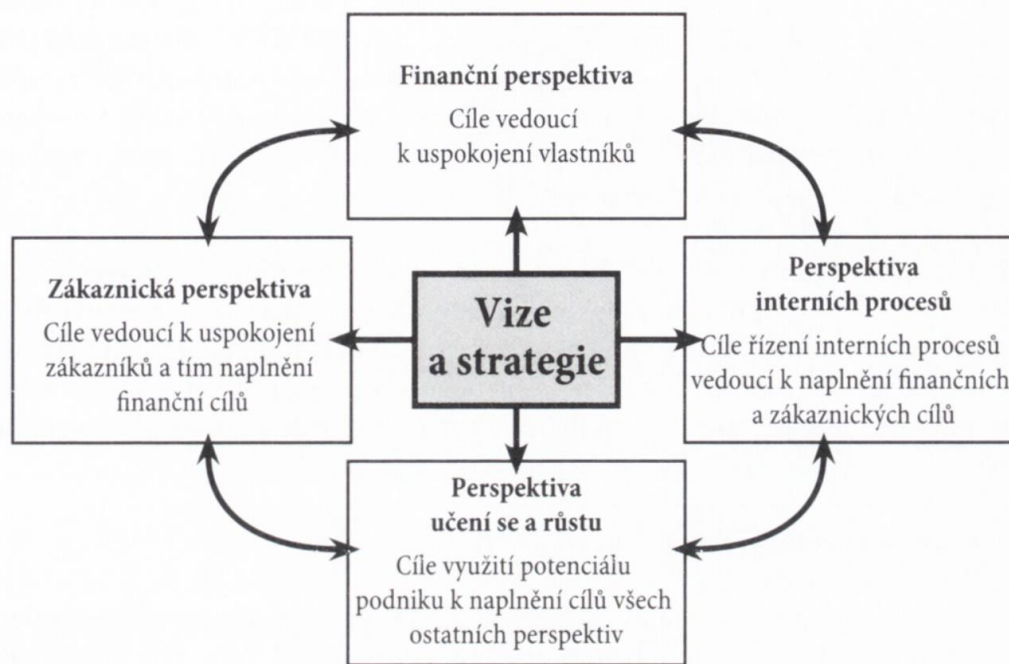 Finanční perspektiva
Cíle vedoucí
k uspokojení vlastníků
Zákaznická perspektiva
Cíle vedoucí k uspokojení
zákazníků a tím naplnění
finanční cílů
Vize
a strategie
Perspektiva
interních procesů
Cíle řízení interních procesů
vedoucí k naplnění finančních
a zákaznických cílů
Perspektiva
učení se a růstu
Cíle využití potenciálu
podniku k naplnění cílů všech
ostatních perspektiv